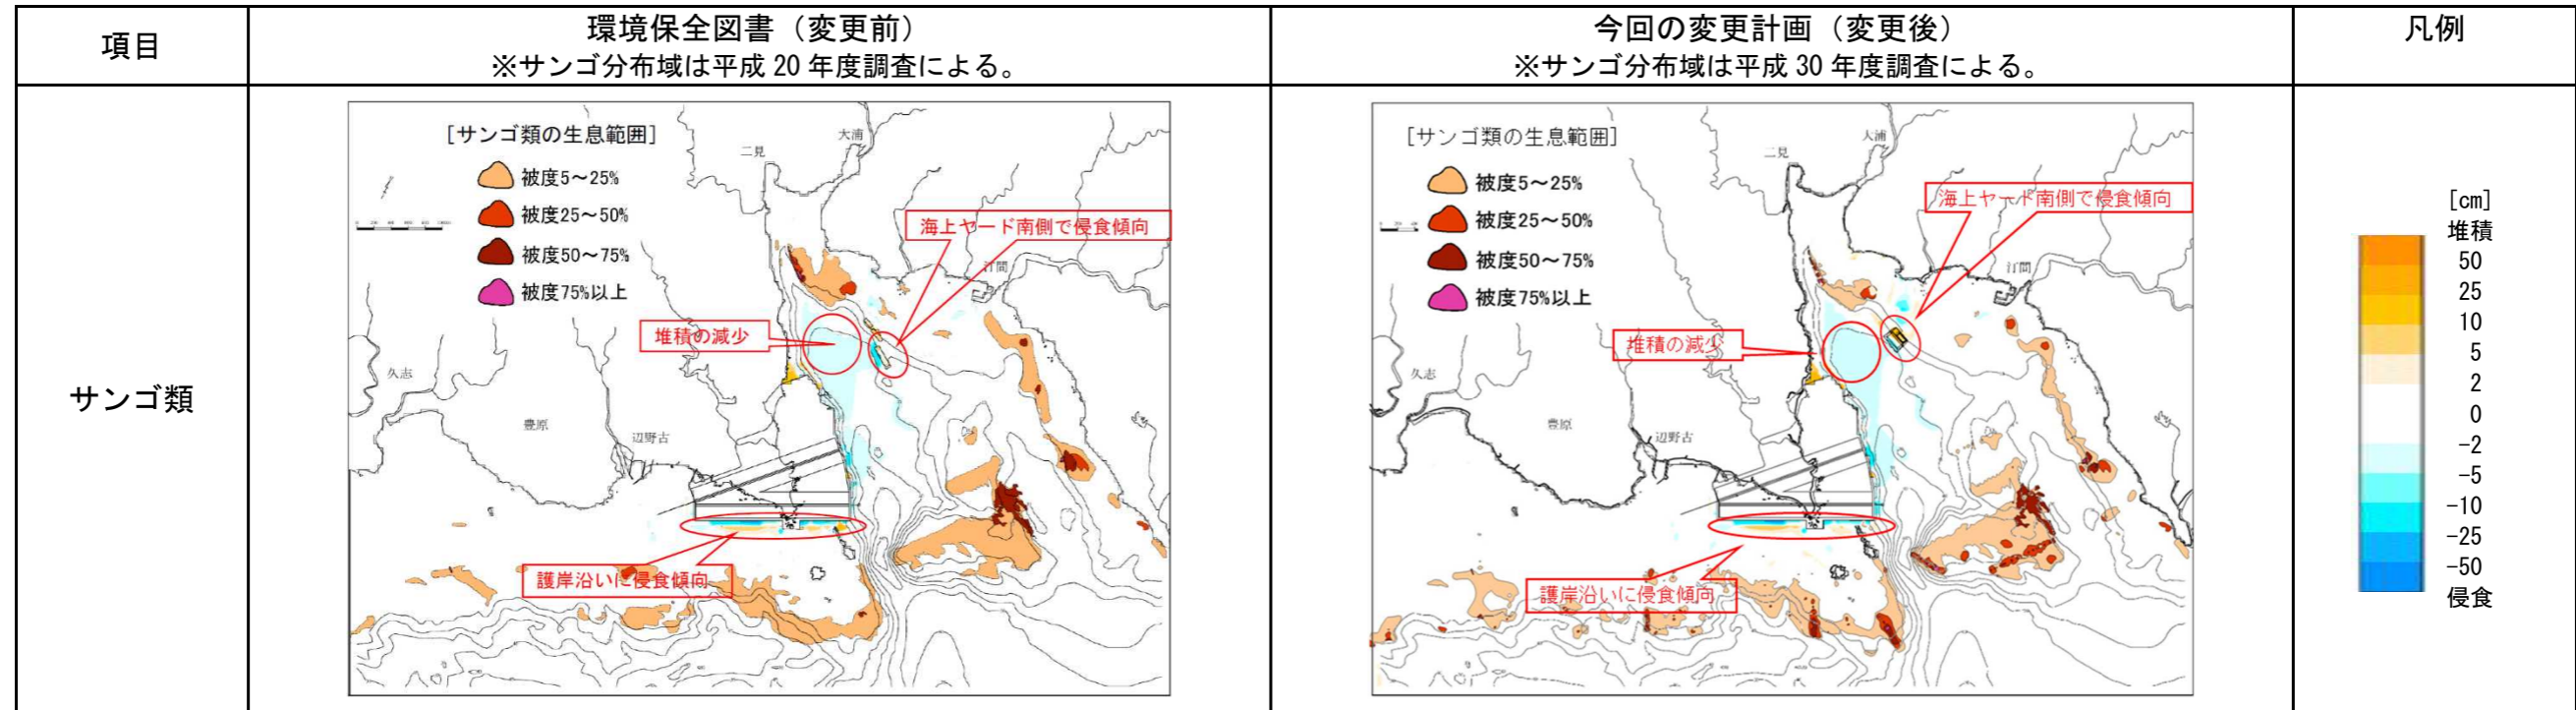 項目
環境保全図書（変更前）
※サンゴ分布域は平成 20 年度調査による。
今回の変更計画（変更後）
※サンゴ分布域は平成 30 年度調査による。
凡例
サンゴ類
[サンゴ類の生息範囲]
被度5～25%
被度25～50%
被度50～75%
被度75%以上
大浦
二見
海上ヤード南側で侵食傾向
汀間
堆積の減少
久志
豊原
辺野古
護岸沿いに侵食傾向
[サンゴ類の生息範囲]
被度5～25%
被度25～50%
被度50～75%
被度75%以上
大浦
二見
海上ヤード南側で侵食傾向
汀間
堆積の減少
久志
豊原
辺野古
護岸沿いに侵食傾向
[cm]
堆積
50
25
10
5
2
0
-2
-5
-10
-25
-50
侵食